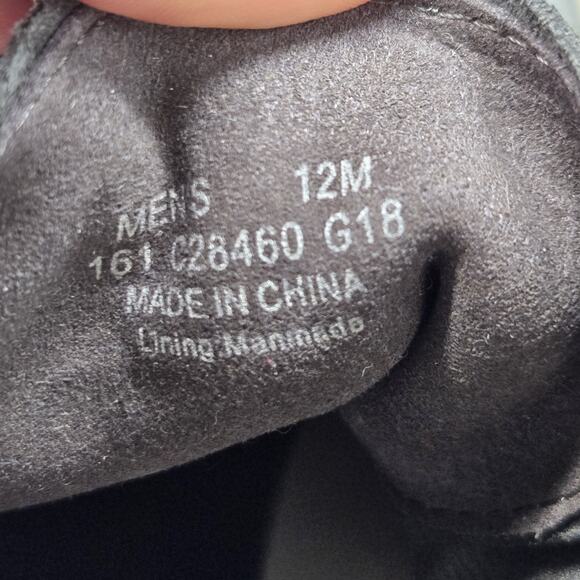 MENS 12M
161 C28460 G18
MADE IN CHINA
Lining Manmade